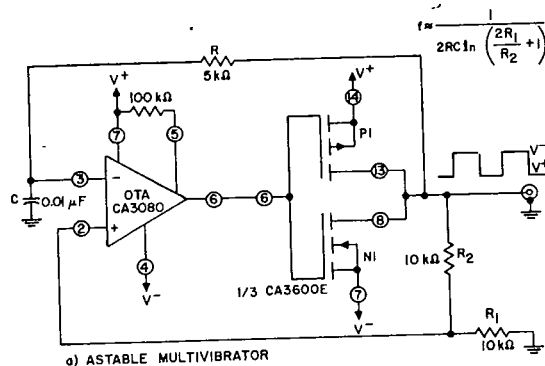 f ≈ 1 / 2RC ln (2R1/R2 + 1)
R
5kΩ
V+
V+
100 kΩ
14
7
5
P1
3
−
OTA
CA3080
6
6
13
V−
V+
C
0.01 μF
2
+
8
10 kΩ
R2
4
N1
V−
1/3 CA3600E
7
V−
R1
10kΩ
a) ASTABLE MULTIVIBRATOR